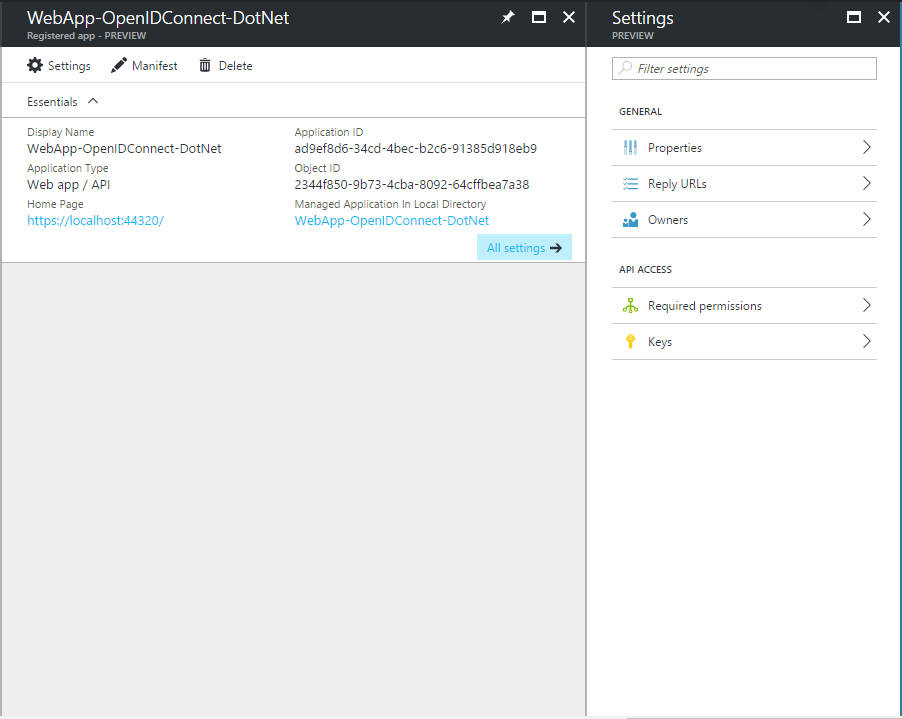 WebApp-OpenIDConnect-DotNet
Registered app - PREVIEW
Settings
Manifest
Delete
Essentials
Display Name
WebApp-OpenIDConnect-DotNet
Application Type
Web app / API
Home Page
https://localhost:44320/
Application ID
ad9ef8d6-34cd-4bec-b2c6-91385d918eb9
Object ID
2344f850-9b73-4cba-8092-64cffbea7a38
Managed Application In Local Directory
WebApp-OpenIDConnect-DotNet
All settings
Settings
PREVIEW
Filter settings
GENERAL
Properties
Reply URLs
Owners
API ACCESS
Required permissions
Keys